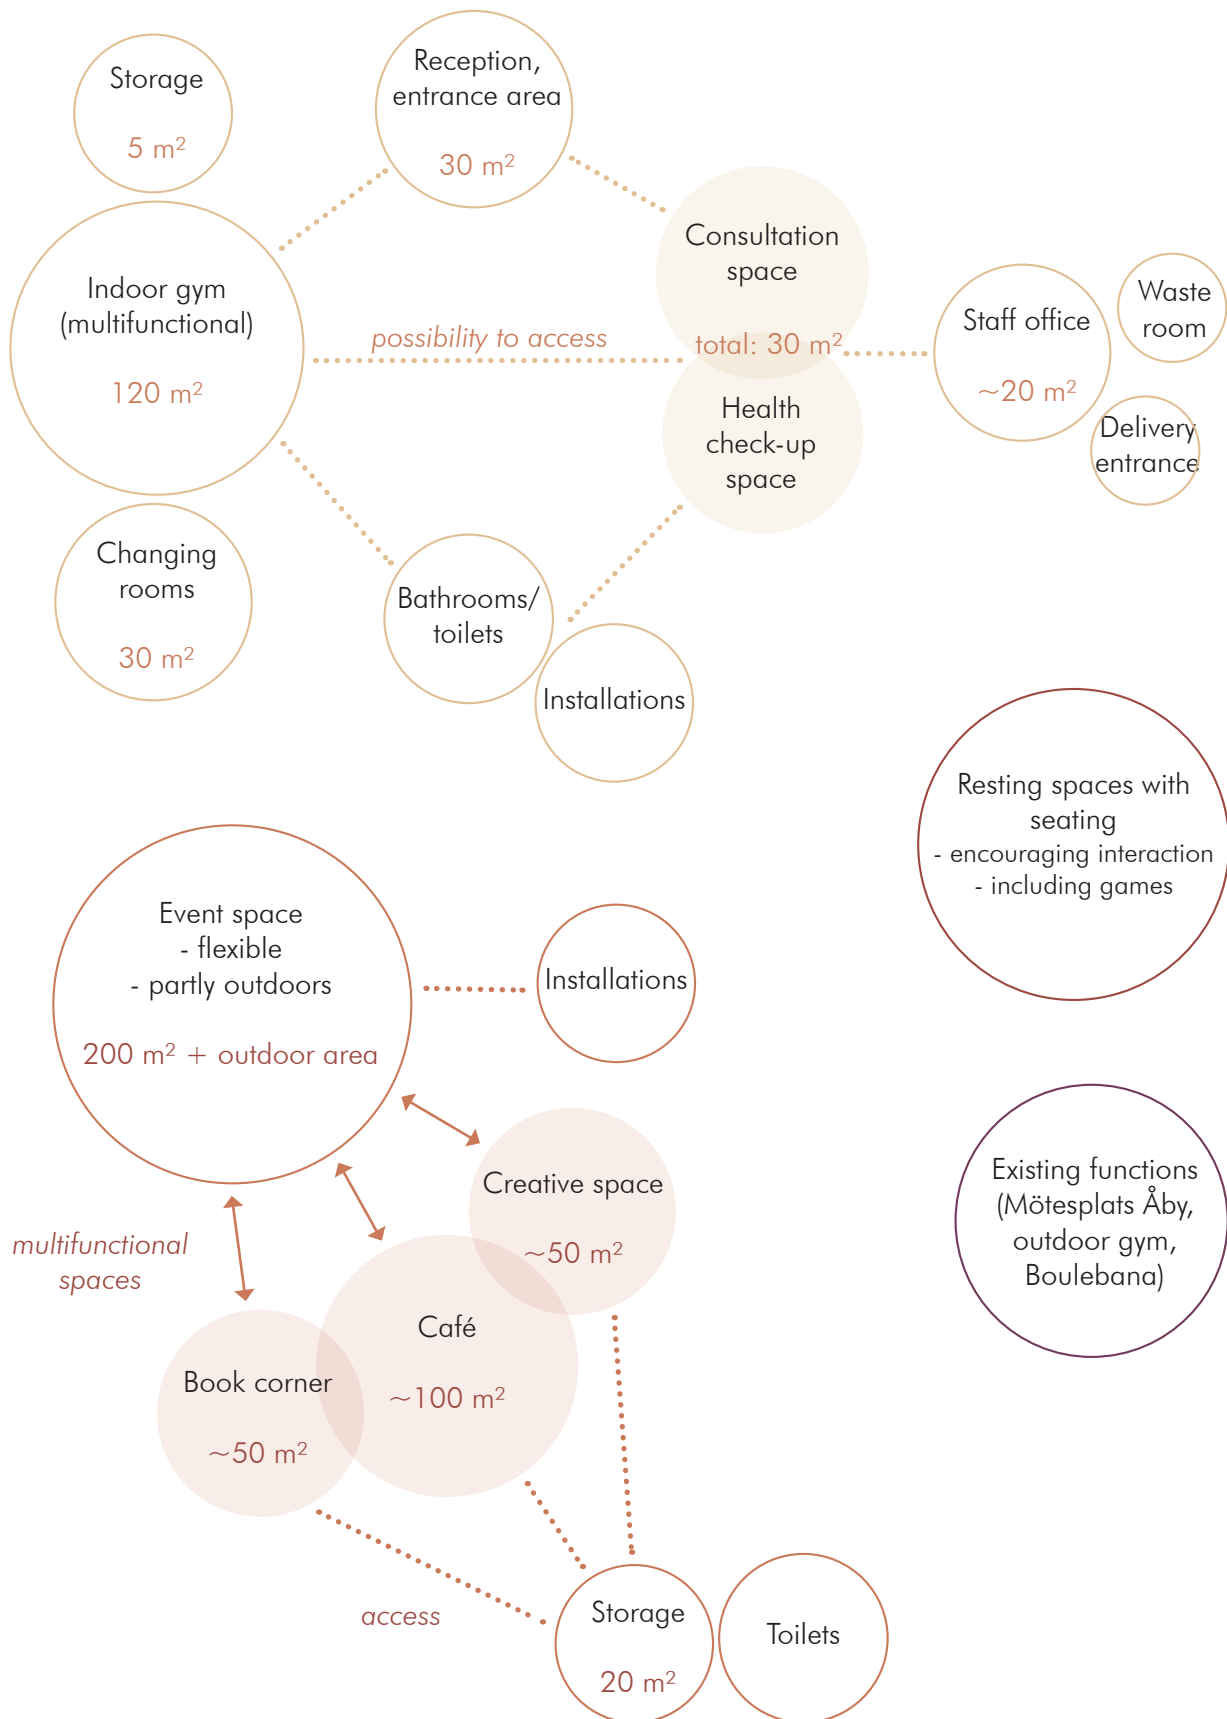 Storage
5 m²
Reception,
entrance area
30 m²
Consultation
space
total: 30 m²
Health
check-up
space
Indoor gym
(multifunctional)
120 m²
possibility to access
Staff office
~20 m²
Waste
room
Delivery
entrance
Changing
rooms
30 m²
Bathrooms/
toilets
Installations
Resting spaces with
seating
- encouraging interaction
- including games
Event space
- flexible
- partly outdoors
200 m² + outdoor area
Installations
Existing functions
(Mötesplats Åby,
outdoor gym,
Boulebana)
multifunctional
spaces
Creative space
~50 m²
Café
~100 m²
Book corner
~50 m²
access
Storage
20 m²
Toilets